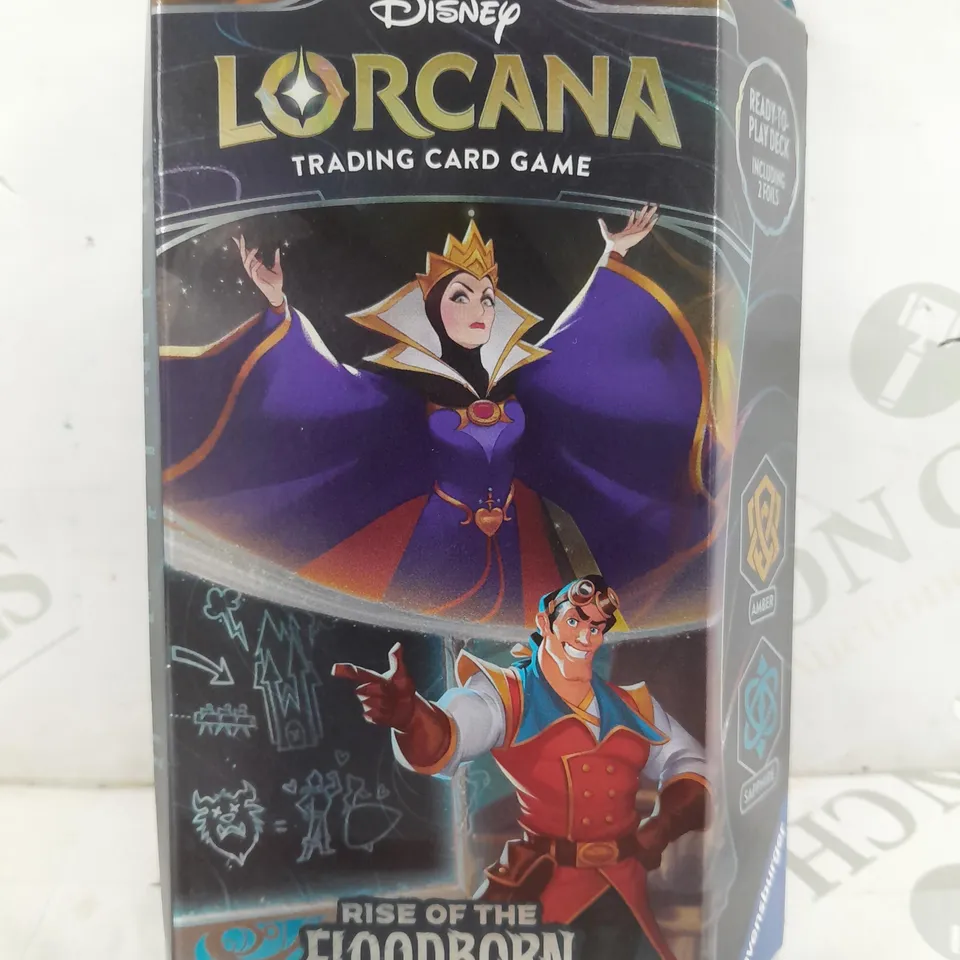 DISNEY
LORCANA
TRADING CARD GAME
READY-TO-
PLAY DECK
INCLUDING
2 FOILS
AMBER
SAPPHIRE
RISE OF THE
FLOODBORN
Ravensburger